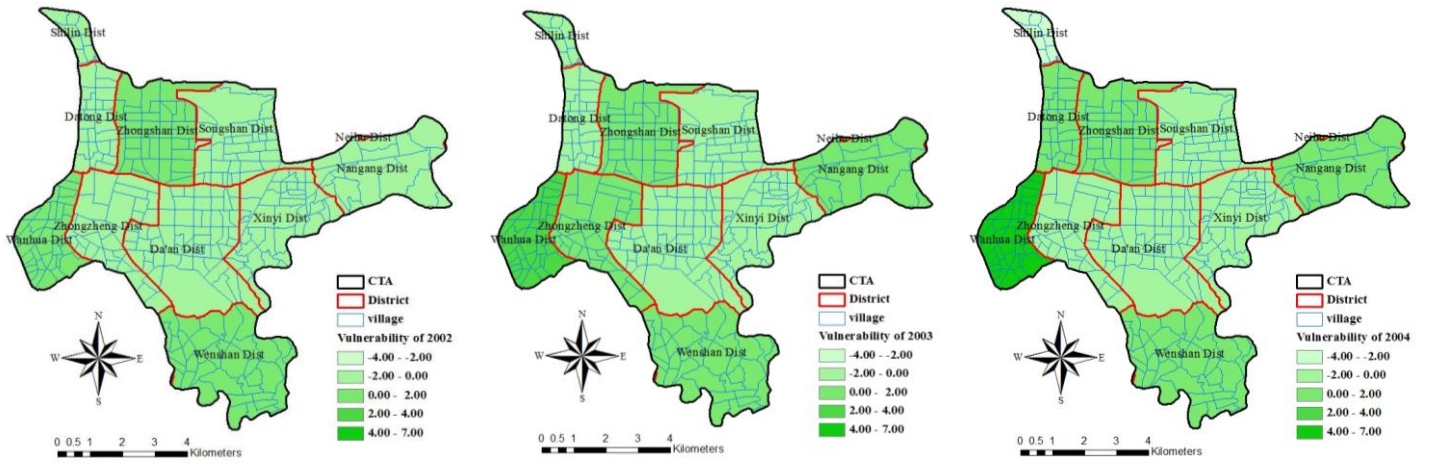 Shilin Dist
Datong Dist
Zhongshan Dist
Songshan Dist
Neihu Dist
Nangang Dist
Xinyi Dist
Zhongzheng Dist
Wanhua Dist
Da'an Dist
Wenshan Dist
N
W E
S
CTA
District
village
Vulnerability of 2002
-4.00 - -2.00
-2.00 - 0.00
0.00 - 2.00
2.00 - 4.00
4.00 - 7.00
0 0.5 1 2 3 4
Kilometers
Shilin Dist
Datong Dist
Zhongshan Dist
Songshan Dist
Neihu Dist
Nangang Dist
Xinyi Dist
Zhongzheng Dist
Wanhua Dist
Da'an Dist
Wenshan Dist
N
W E
S
CTA
District
village
Vulnerability of 2003
-4.00 - -2.00
-2.00 - 0.00
0.00 - 2.00
2.00 - 4.00
4.00 - 7.00
0 0.5 1 2 3 4
Kilometers
Shilin Dist
Datong Dist
Zhongshan Dist
Songshan Dist
Neihu Dist
Nangang Dist
Xinyi Dist
Zhongzheng Dist
Wanhua Dist
Da'an Dist
Wenshan Dist
N
W E
S
CTA
District
village
Vulnerability of 2004
-4.00 - -2.00
-2.00 - 0.00
0.00 - 2.00
2.00 - 4.00
4.00 - 7.00
0 0.5 1 2 3 4
Kilometers